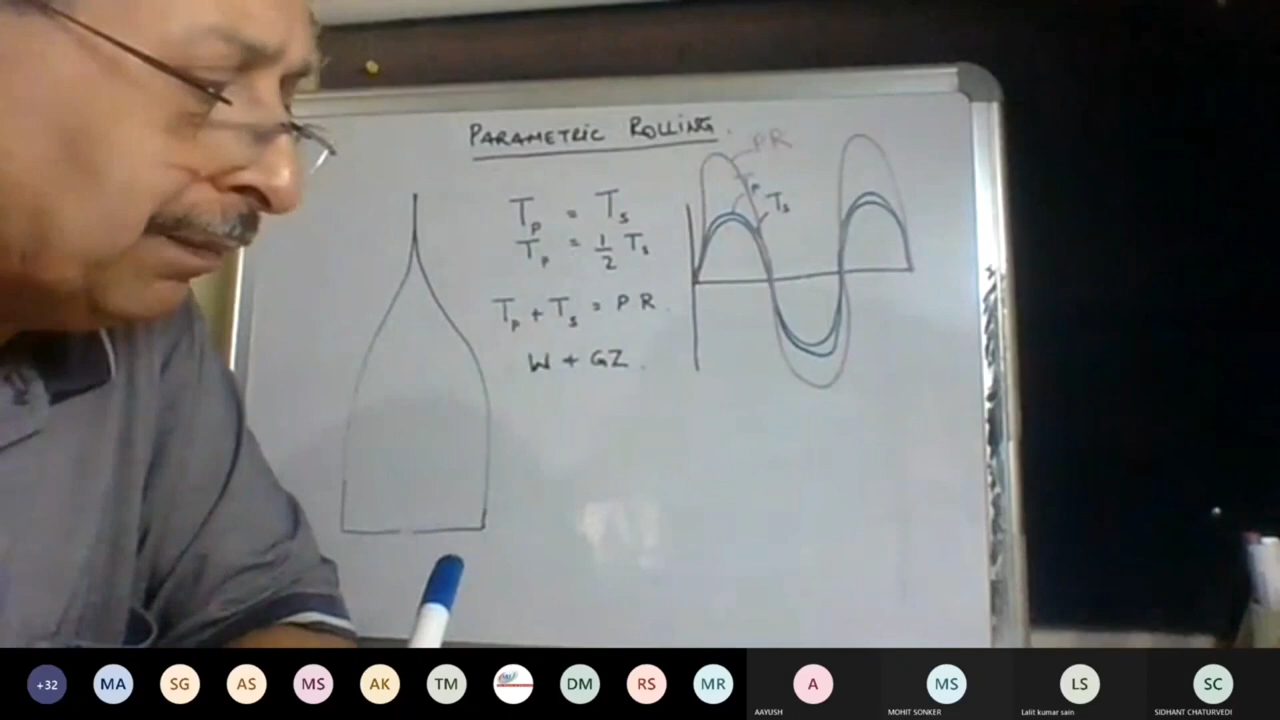 PARAMETRIC ROLLING
Tp = Ts
Tp = 1/2 Ts
Tp + Ts = PR
W + GZ
PR
Tp
Ts
+32
MA
SG
AS
MS
AK
TM
DM
RS
MR
A
MS
LS
SC
AAYUSH
MOHIT SONKER
Lalit kumar sain
SIDHANT CHATURVEDI